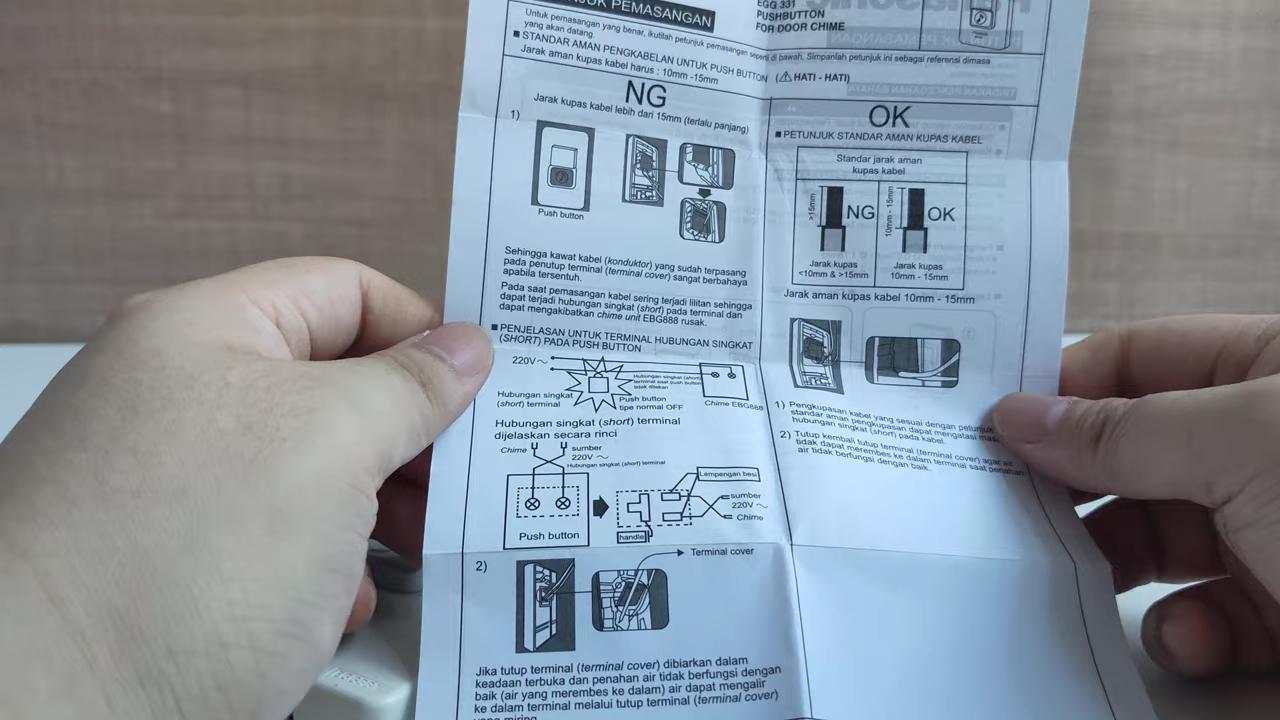 PEMASANGAN
EGG 331
PUSHBUTTON
FOR DOOR CHIME
Untuk pemasangan yang benar, ikutilah petunjuk pemasangan seperti di bawah. Simpanlah petunjuk ini sebagai referensi dimasa
yang akan datang.
■ STANDAR AMAN PENGKABELAN UNTUK PUSH BUTTON (⚠ HATI - HATI)
Jarak aman kupas kabel harus : 10mm -15mm
NG
1) Jarak kupas kabel lebih dari 15mm (terlalu panjang)
Push button
Sehingga kawat kabel (konduktor) yang sudah terpasang
pada penutup terminal (terminal cover) sangat berbahaya
apabila tersentuh.
Pada saat pemasangan kabel sering terjadi lilitan sehingga
dapat terjadi hubungan singkat (short) pada terminal dan
dapat mengakibatkan chime unit EBG888 rusak.
■ PENJELASAN UNTUK TERMINAL HUBUNGAN SINGKAT
(SHORT) PADA PUSH BUTTON
220V ~
Hubungan singkat (short)
terminal saat push button
tidak ditekan
Hubungan singkat
(short) terminal
Push button
tipe normal OFF
Chime EBG888
Hubungan singkat (short) terminal
dijelaskan secara rinci
Chime
sumber
220V ~
Hubungan singkat (short) terminal
Push button
Lempengan besi
sumber
220V ~
Chime
handle
2)
Terminal cover
Jika tutup terminal (terminal cover) dibiarkan dalam
keadaan terbuka dan penahan air tidak berfungsi dengan
baik (air yang merembes ke dalam) air dapat mengalir
ke dalam terminal melalui tutup terminal (terminal cover)
yang miring
OK
■ PETUNJUK STANDAR AMAN KUPAS KABEL
Standar jarak aman
kupas kabel
>15mm
NG
10mm - 15mm
OK
Jarak kupas
<10mm & >15mm
Jarak kupas
10mm - 15mm
Jarak aman kupas kabel 10mm - 15mm
1) Pengkupasan kabel yang sesuai dengan petunjuk
standar aman pengkupasan dapat mengatasi
hubungan singkat (short) pada kabel.
2) Tutup kembali tutup terminal (terminal cover) agar air
tidak dapat merembes ke dalam terminal saat penahan
air tidak berfungsi dengan baik.